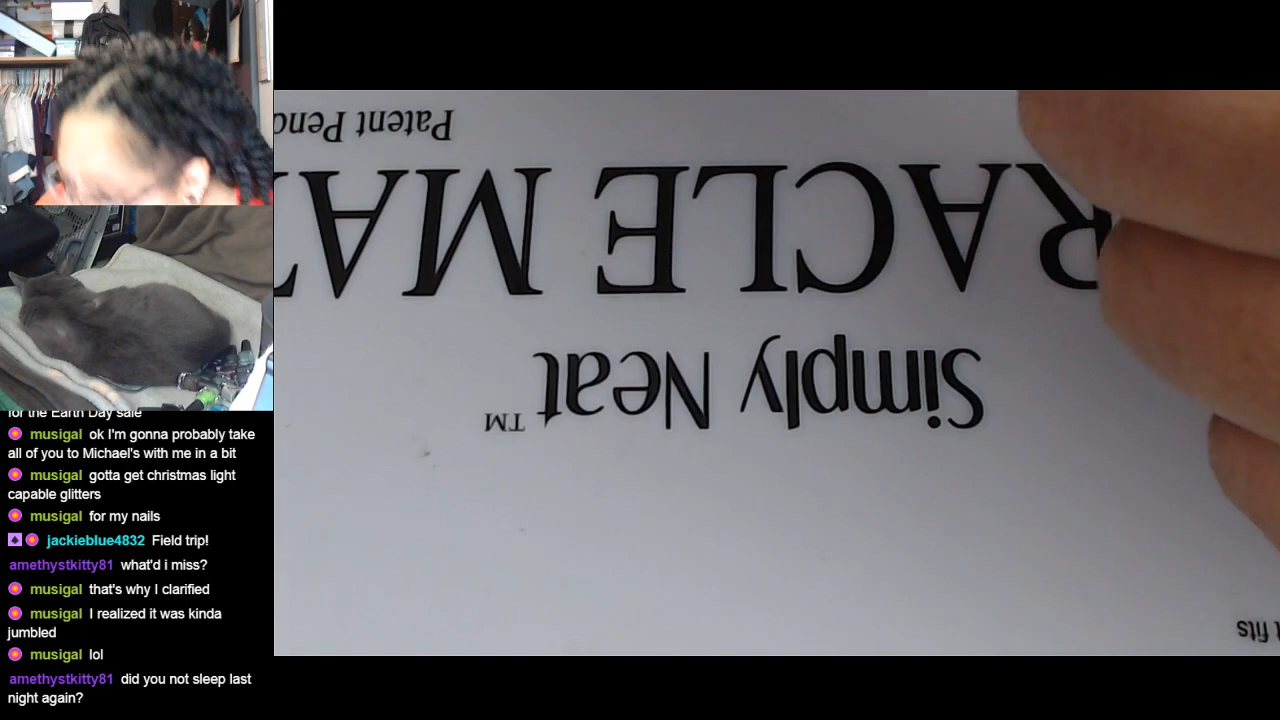 for the Earth Day sale
musigal ok I'm gonna probably take
all of you to Michael's with me in a bit
musigal gotta get christmas light
capable glitters
musigal for my nails
jackieblue4832 Field trip!
amethystkitty81 what'd i miss?
musigal that's why I clarified
musigal I realized it was kinda
jumbled
musigal lol
amethystkitty81 did you not sleep last
night again?
t fits
Simply Neat™
RACLE MAT
Patent Pend